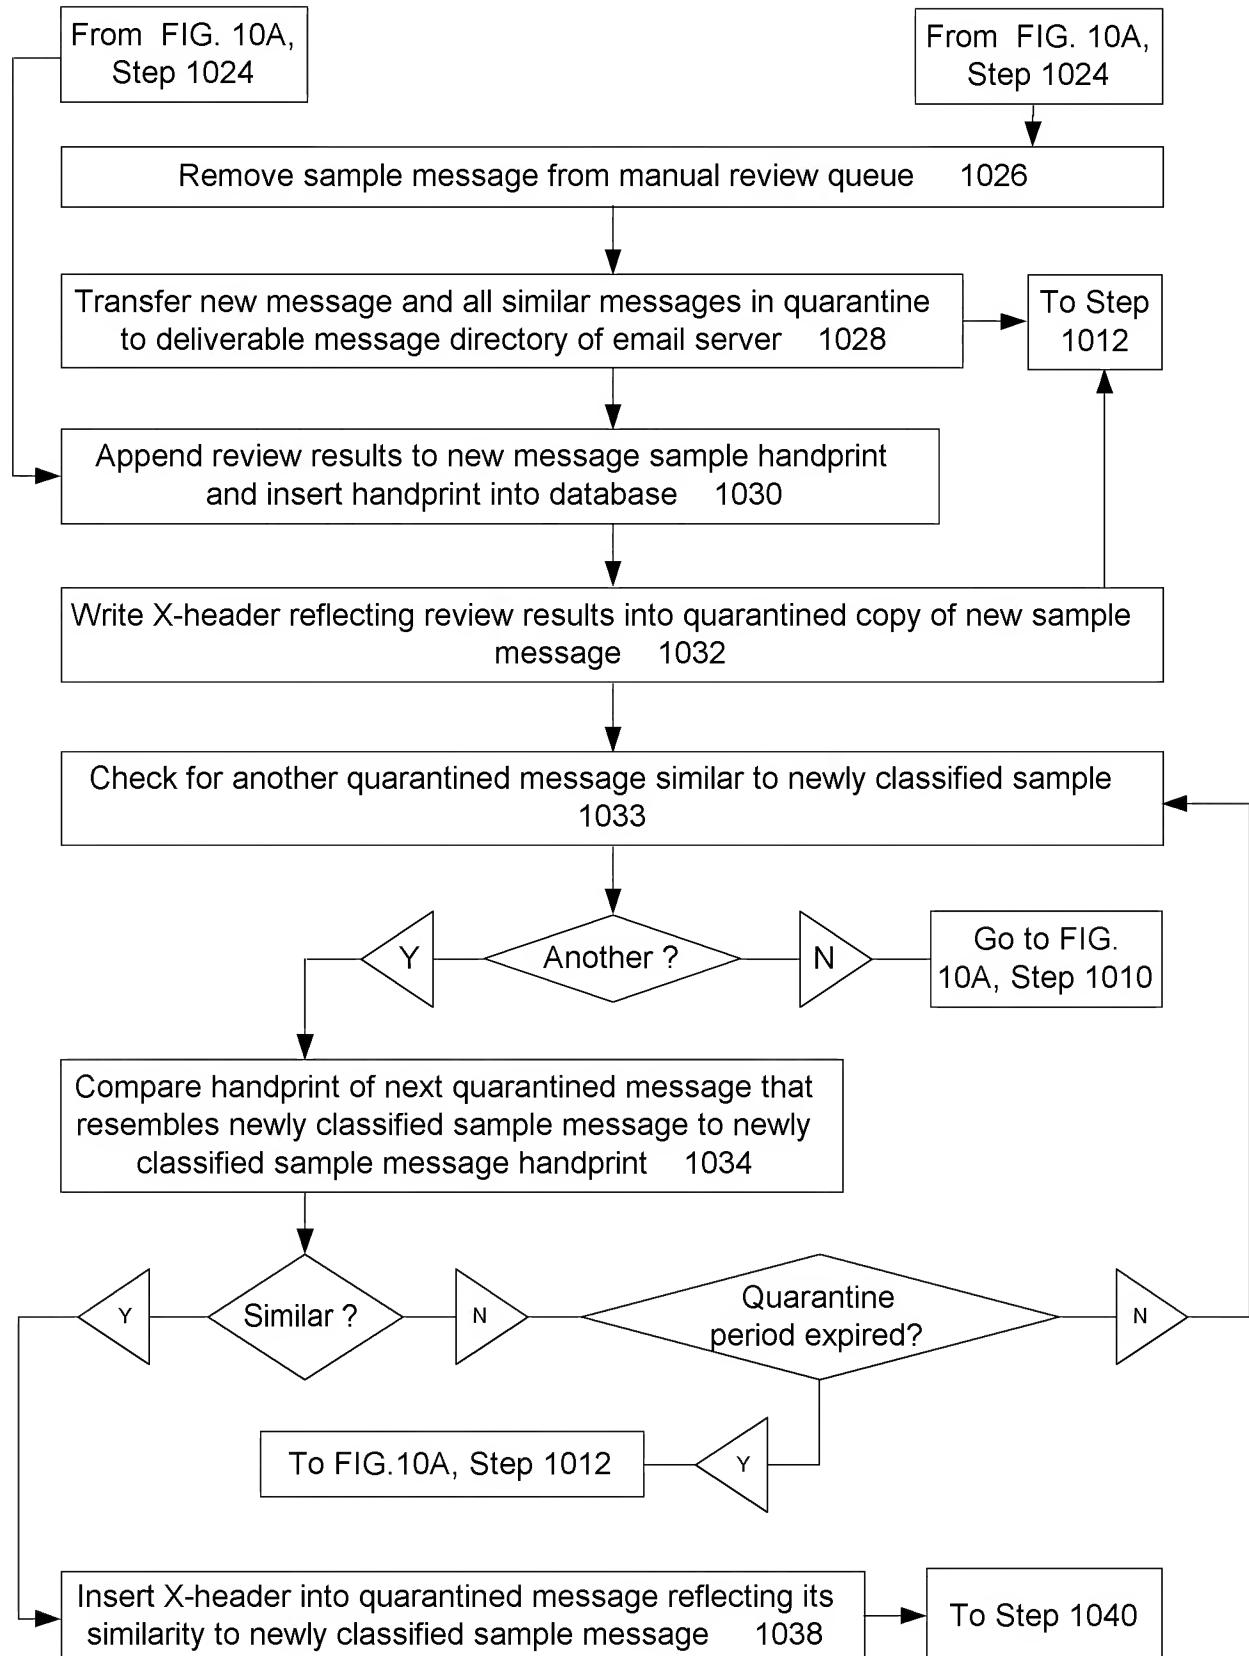 From FIG. 10A,
Step 1024
From FIG. 10A,
Step 1024
Remove sample message from manual review queue 1026
Transfer new message and all similar messages in quarantine
to deliverable message directory of email server 1028
To Step
1012
Append review results to new message sample handprint
and insert handprint into database 1030
Write X-header reflecting review results into quarantined copy of new sample
message 1032
Check for another quarantined message similar to newly classified sample
1033
Y
Another ?
N
Go to FIG.
10A, Step 1010
Compare handprint of next quarantined message that
resembles newly classified sample message to newly
classified sample message handprint 1034
Y
Similar ?
N
Quarantine
period expired?
N
To FIG.10A, Step 1012
Y
Insert X-header into quarantined message reflecting its
similarity to newly classified sample message 1038
To Step 1040